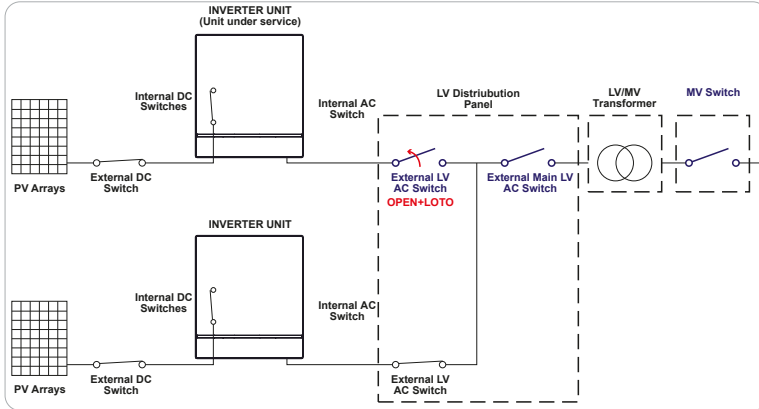 INVERTER UNIT
(Unit under service)
Internal DC
Switches
Internal AC
Switch
LV Distriubution
Panel
LV/MV
Transformer
MV Switch
PV Arrays
External DC
Switch
External LV
AC Switch
OPEN+LOTO
External Main LV
AC Switch
INVERTER UNIT
Internal DC
Switches
Internal AC
Switch
PV Arrays
External DC
Switch
External LV
AC Switch